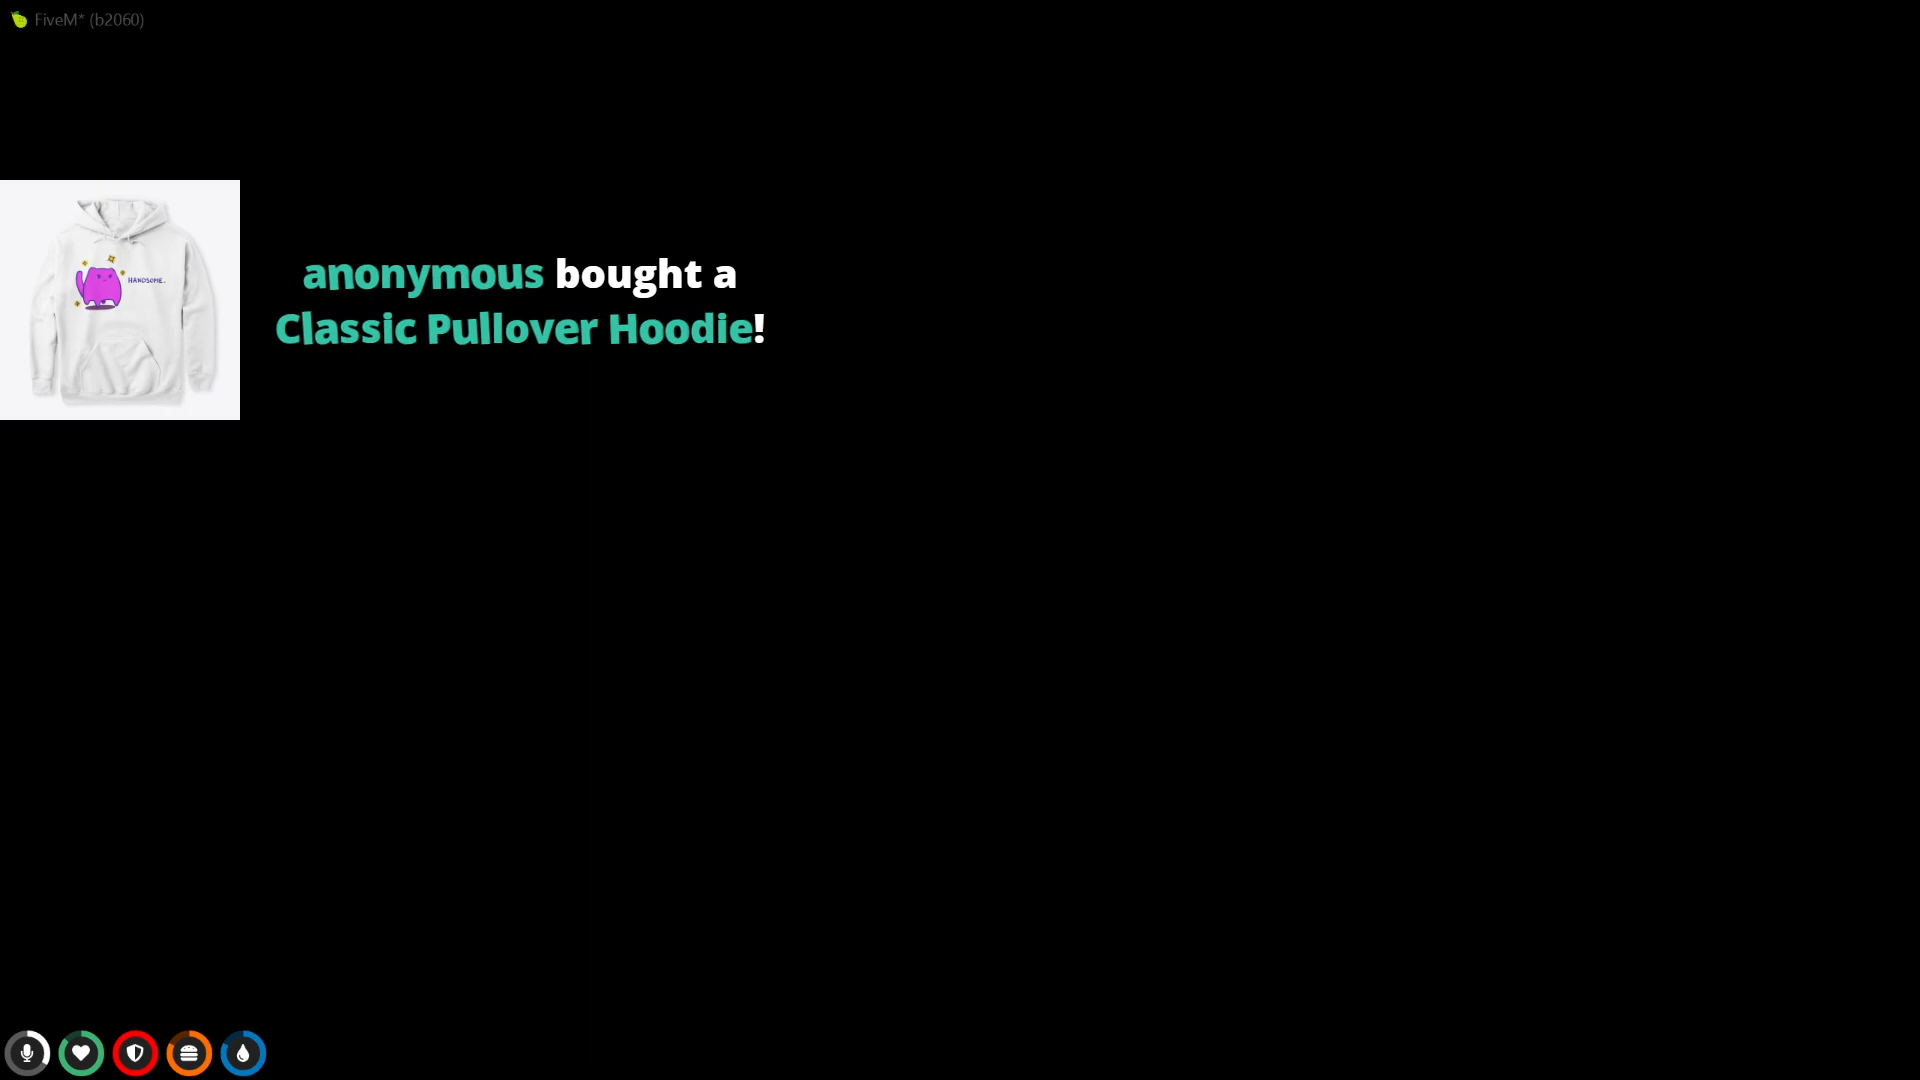 FiveM* (b2060)
HANDSOME.
anonymous bought a
Classic Pullover Hoodie!